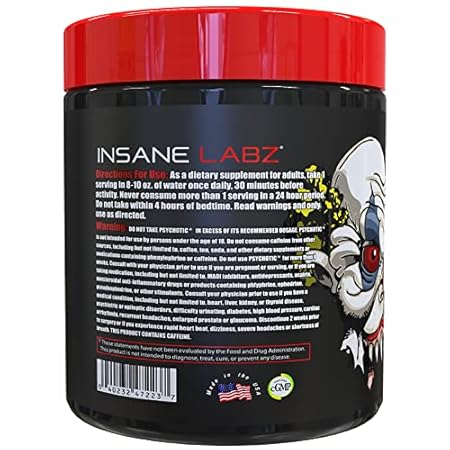 INSANE LABZ®
Directions For Use: As a dietary supplement for adults, take 1
serving in 8-10 oz. of water once daily, 30 minutes before
activity. Never consume more than 1 serving in a 24 hour period.
Do not take within 4 hours of bedtime. Read warnings and only
use as directed.
Warning: DO NOT TAKE PSYCHOTIC® IN EXCESS OF ITS RECOMMENDED DOSAGE. PSYCHOTIC®
is not intended for use by persons under the age of 18. Do not consume caffeine from other
sources, including but not limited to, coffee, tea, soda, and other dietary supplements or
medications containing phenylephrine or caffeine. Do not use PSYCHOTIC® for more than
weeks. Consult with your physician prior to use if you are pregnant or nursing, or if you are
taking medication, including but not limited to, MAOI inhibitors, antidepressants, aspirin,
nonsteroidal anti-inflammatory drugs or products containing phlyphrine, ephedrine,
or other stimulants. Consult your physician prior to use if you have a
medical condition, including but not limited to, heart, liver, kidney, or thyroid disease,
psychiatric or epileptic disorders, difficulty urinating, diabetes, high blood pressure, cardiac
arrhythmia, recurrent headaches, enlarged prostate or glaucoma. Discontinue 2 weeks prior
to surgery or if you experience rapid heart beat, dizziness, severe headaches or shortness of
breath. THIS PRODUCT CONTAINS CAFFEINE.
* These statements have not been evaluated by the Food and Drug Administration.
This product is not intended to diagnose, treat, cure, or prevent any disease.
Made in the USA
cGMP
0 40232 47223 7